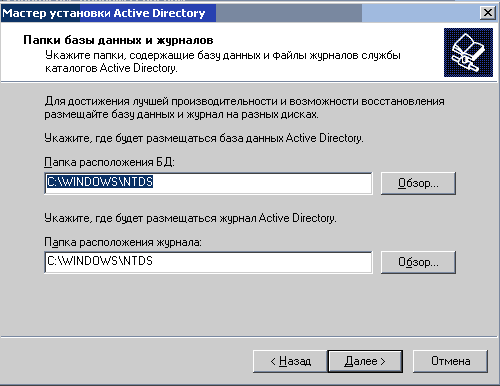 Мастер установки Active Directory
Папки базы данных и журналов
Укажите папки, содержащие базу данных и файлы журналов службы
каталогов Active Directory.
Для достижения лучшей производительности и возможности восстановления
размещайте базу данных и журнал на разных дисках.
Укажите, где будет размещаться база данных Active Directory.
Папка расположения БД:
C:\WINDOWS\NTDS
Обзор...
Укажите, где будет размещаться журнал Active Directory.
Папка расположения журнала:
C:\WINDOWS\NTDS
Обзор...
< Назад
Далее >
Отмена